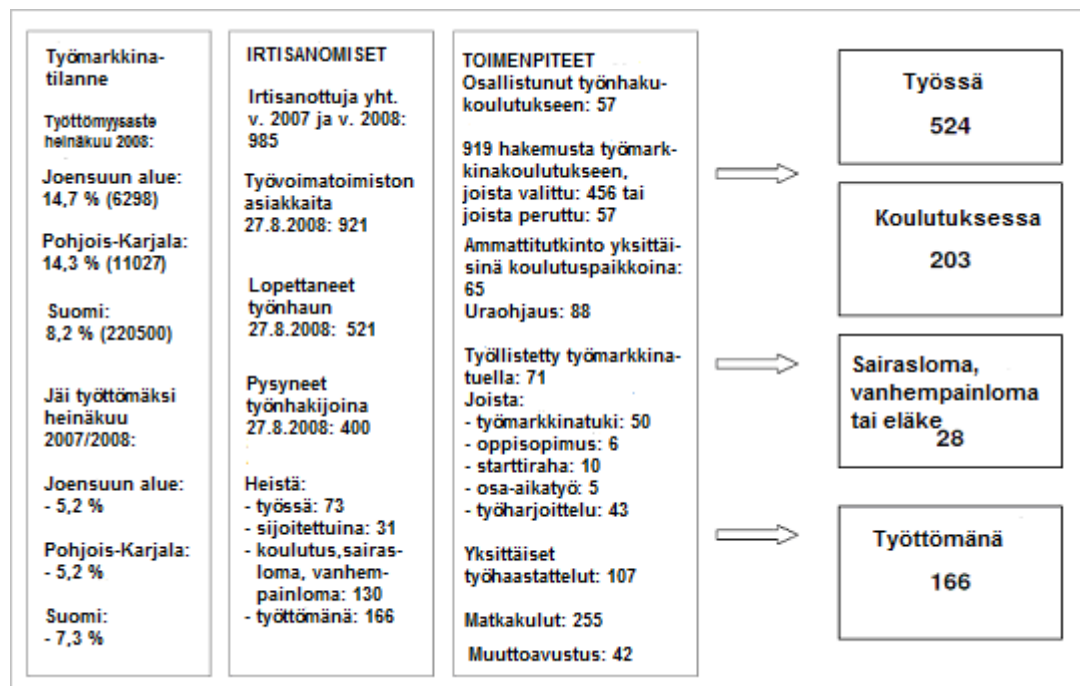 Työmarkkina-
tilanne
Työttömyysaste
heinäkuu 2008:
Joensuun alue:
14,7 % (6298)
Pohjois-Karjala:
14,3 % (11027)
Suomi:
8,2 % (220500)
Jäi työttömäksi
heinäkuu
2007/2008:
Joensuun alue:
- 5,2 %
Pohjois-Karjala:
- 5,2 %
Suomi:
- 7,3 %
IRTISANOMISET
Irtisanottuja yht.
v. 2007 ja v. 2008:
985
Työvoimatoimiston
asiakkaita
27.8.2008: 921
Lopettaneet
työnhaun
27.8.2008: 521
Pysyneet
työnhakijoina
27.8.2008: 400
Heistä:
- työssä: 73
- sijoitettuina: 31
- koulutus,sairas-
loma, vanhem-
painloma: 130
- työttömänä: 166
TOIMENPITEET
Osallistunut työnhaku-
koulutukseen: 57
919 hakemusta työmark-
kinakoulutukseen,
joista valittu: 456 tai
joista peruttu: 57
Ammattitutkinto yksittäi-
sinä koulutuspaikkoina:
65
Uraohjaus: 88
Työllistetty työmarkkina-
tuella: 71
Joista:
- työmarkkinatuki: 50
- oppisopimus: 6
- starttiraha: 10
- osa-aikatyö: 5
- työharjoittelu: 43
Yksittäiset
työhaastattelut: 107
Matkakulut: 255
Muuttoavustus: 42
Työssä
524
Koulutuksessa
203
Sairasloma,
vanhempainloma
tai eläke
28
Työttömänä
166